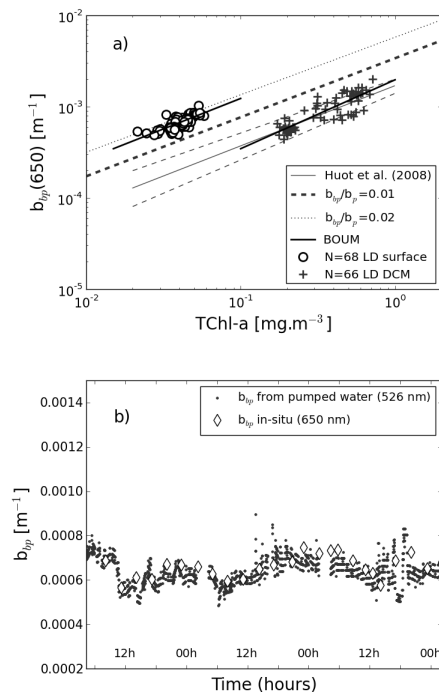 a)
10⁻²
10⁻³
10⁻⁴
10⁻⁵
b_bp(650) [m⁻¹]
Huot et al. (2008)
b_bp/b_p=0.01
b_bp/b_p=0.02
BOUM
N=68 LD surface
N=66 LD DCM
10⁻² 10⁻¹ 10⁰
TChl-a [mg.m⁻³]
b)
b_bp from pumped water (526 nm)
b_bp in-situ (650 nm)
0.0014
0.0012
0.0010
0.0008
0.0006
0.0004
0.0002
b_bp [m⁻¹]
12h 00h 12h 00h 12h 00h
Time (hours)